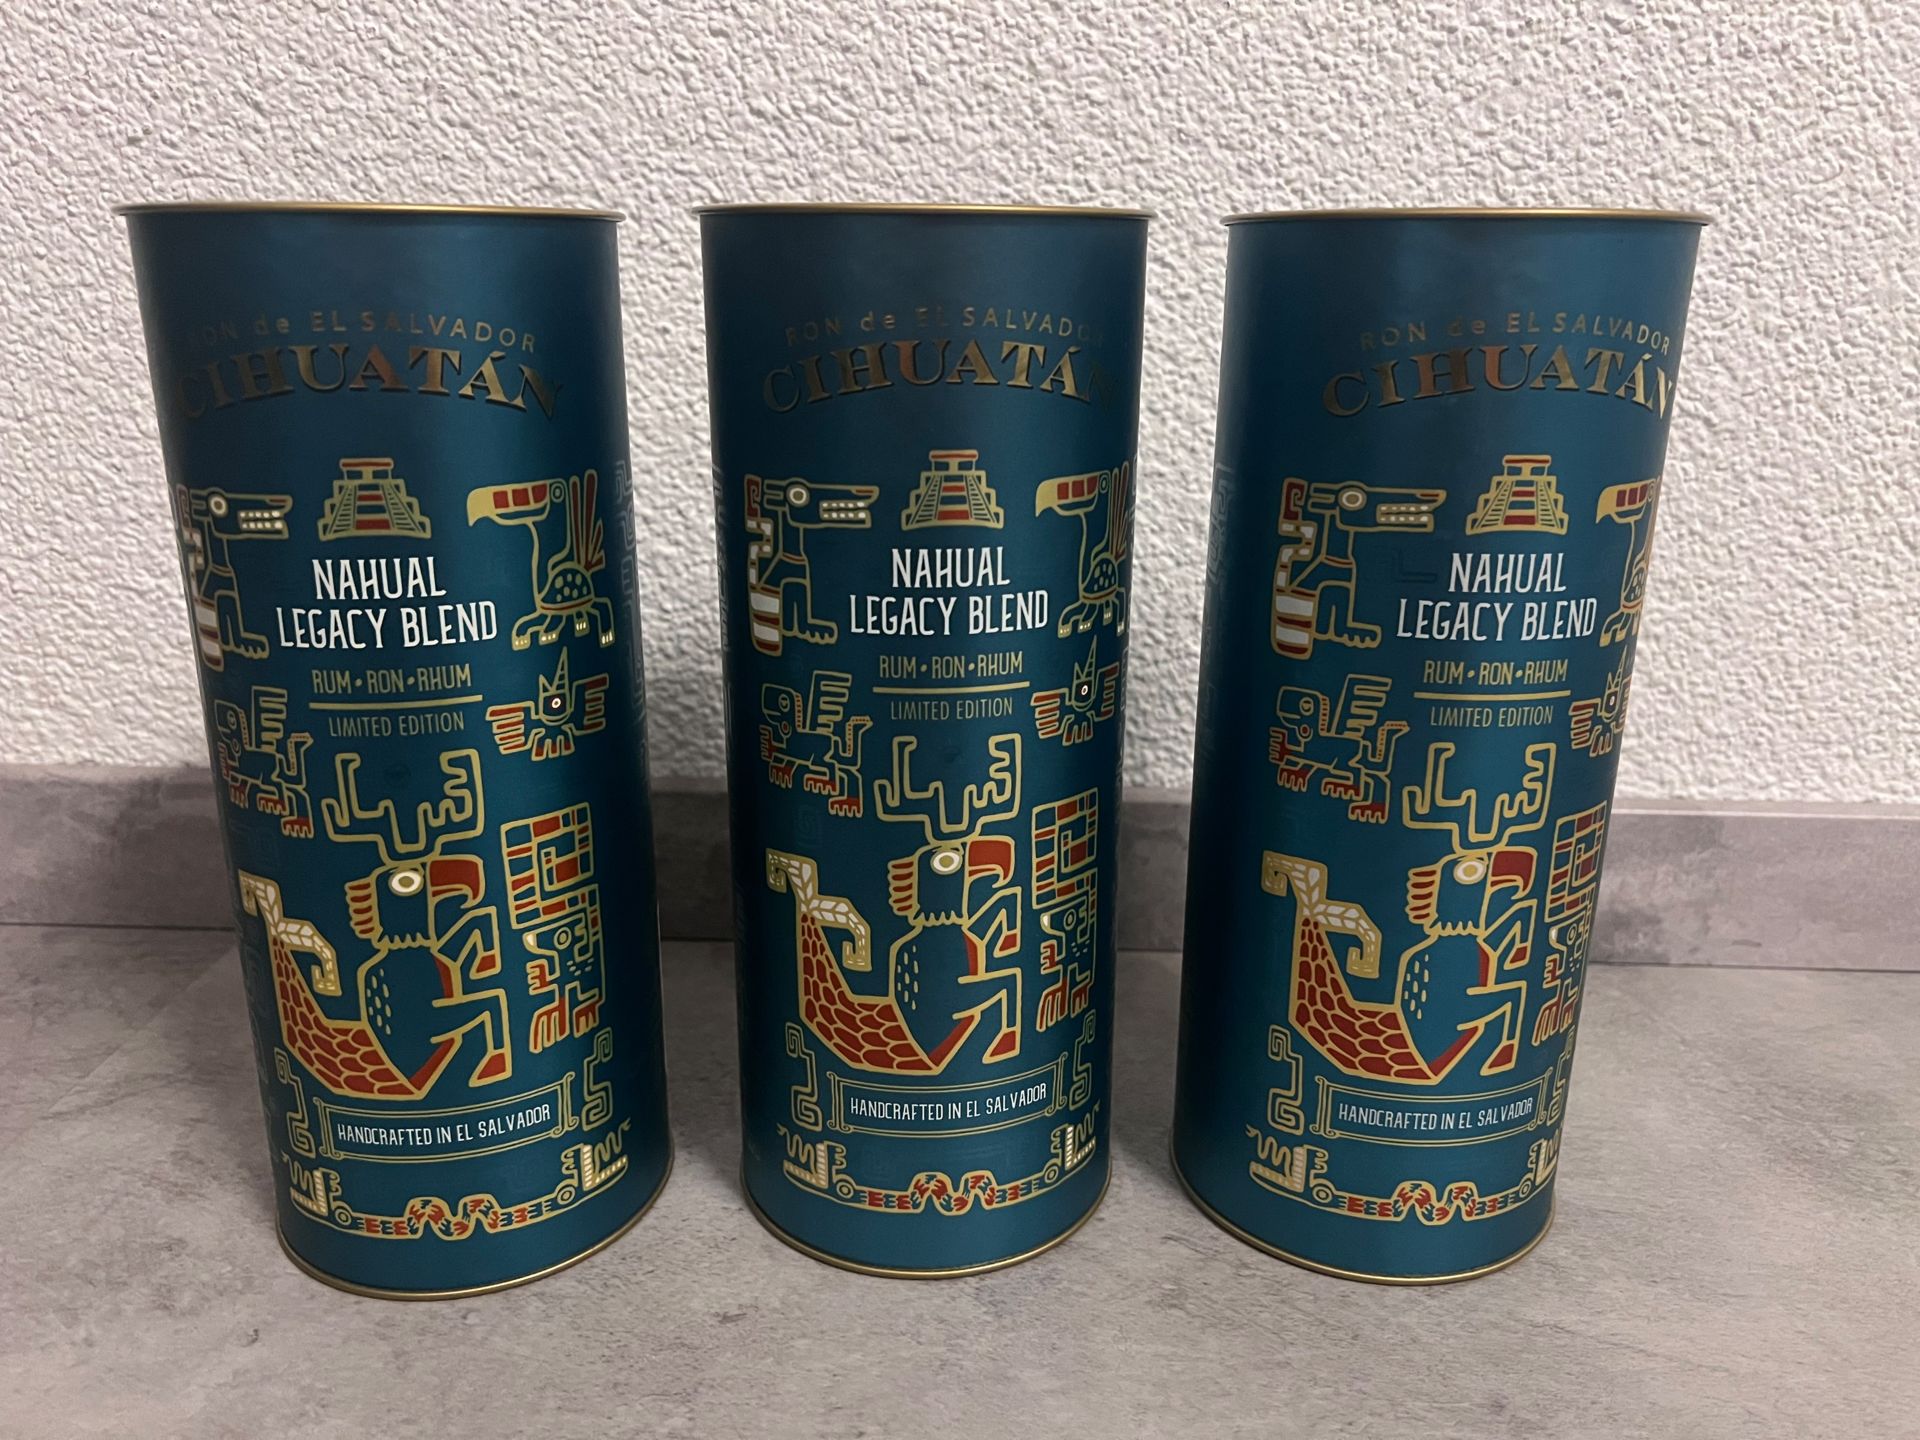 RON de EL SALVADOR
CIHUATÁN
NAHUAL
LEGACY BLEND
RUM • RON • RHUM
LIMITED EDITION
HANDCRAFTED IN EL SALVADOR
RON de EL SALVADOR
CIHUATÁN
NAHUAL
LEGACY BLEND
RUM • RON • RHUM
LIMITED EDITION
HANDCRAFTED IN EL SALVADOR
RON de EL SALVADOR
CIHUATÁN
NAHUAL
LEGACY BLEND
RUM • RON • RHUM
LIMITED EDITION
HANDCRAFTED IN EL SALVADOR